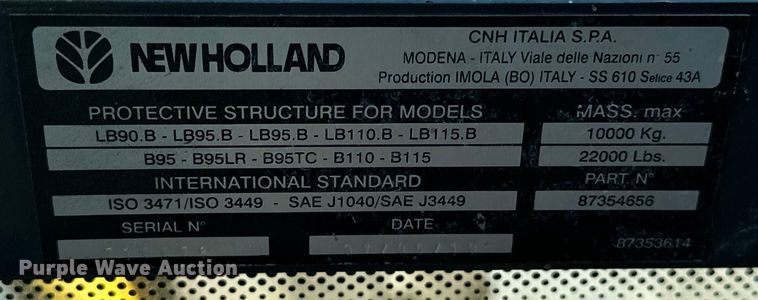 NEW HOLLAND
CNH ITALIA S.P.A.
MODENA - ITALY Viale delle Nazioni n° 55
Production IMOLA (BO) ITALY - SS 610 Selice 43A
PROTECTIVE STRUCTURE FOR MODELS MASS. max
LB90.B - LB95.B - LB95.B - LB110.B - LB115.B 10000 Kg.
B95 - B95LR - B95TC - B110 - B115 22000 Lbs.
INTERNATIONAL STANDARD PART N°
ISO 3471/ISO 3449 - SAE J1040/SAE J3449 87354656
SERIAL N° DATE
87353614
Purple Wave Auction